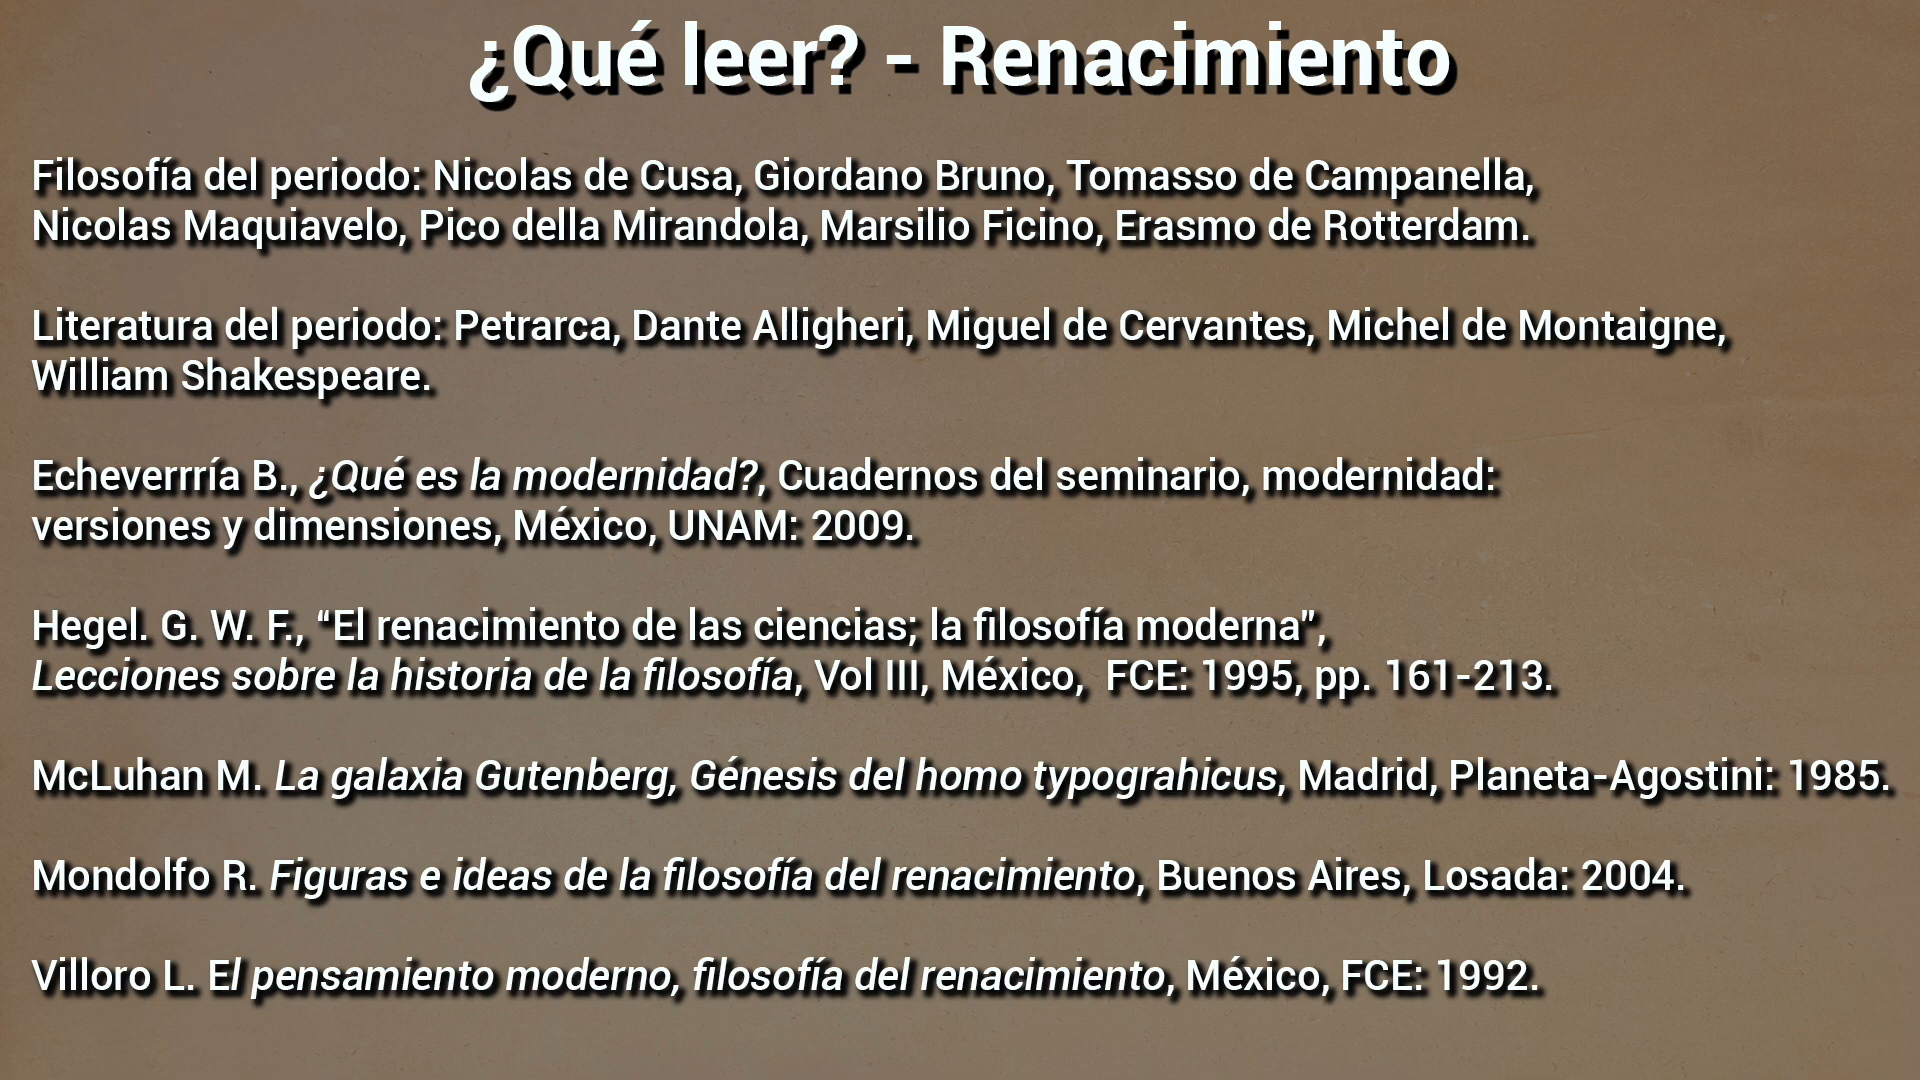 ¿Qué leer? - Renacimiento
Filosofía del periodo: Nicolas de Cusa, Giordano Bruno, Tomasso de Campanella,
Nicolas Maquiavelo, Pico della Mirandola, Marsilio Ficino, Erasmo de Rotterdam.
Literatura del periodo: Petrarca, Dante Alligheri, Miguel de Cervantes, Michel de Montaigne,
William Shakespeare.
Echeverrría B., ¿Qué es la modernidad?, Cuadernos del seminario, modernidad:
versiones y dimensiones, México, UNAM: 2009.
Hegel. G. W. F., “El renacimiento de las ciencias; la filosofía moderna”,
Lecciones sobre la historia de la filosofía, Vol III, México,  FCE: 1995, pp. 161-213.
McLuhan M. La galaxia Gutenberg, Génesis del homo typograhicus, Madrid, Planeta-Agostini: 1985.
Mondolfo R. Figuras e ideas de la filosofía del renacimiento, Buenos Aires, Losada: 2004.
Villoro L. El pensamiento moderno, filosofía del renacimiento, México, FCE: 1992.